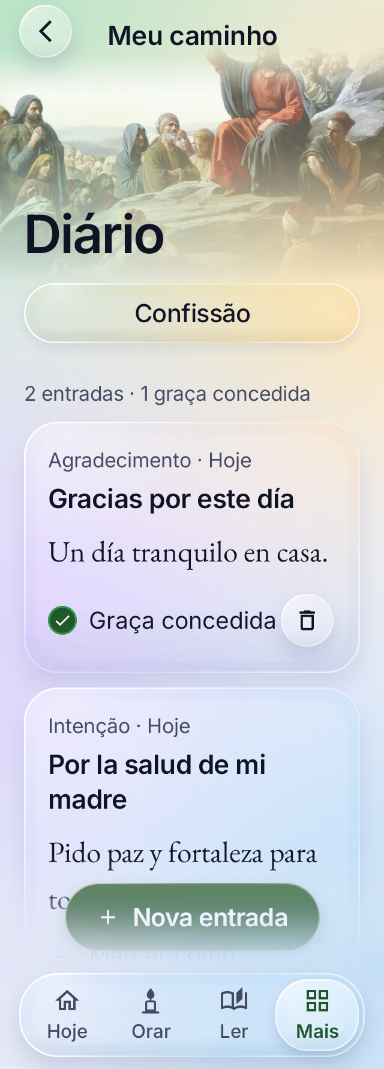 Meu caminho
Diário
Confissão
2 entradas · 1 graça concedida
Agradecimento · Hoje
Gracias por este día
Un día tranquilo en casa.
Graça concedida
Intenção · Hoje
Por la salud de mi
madre
Pido paz y fortaleza para
+ Nova entrada
Marcar como
Hoje
Orar
Ler
Mais